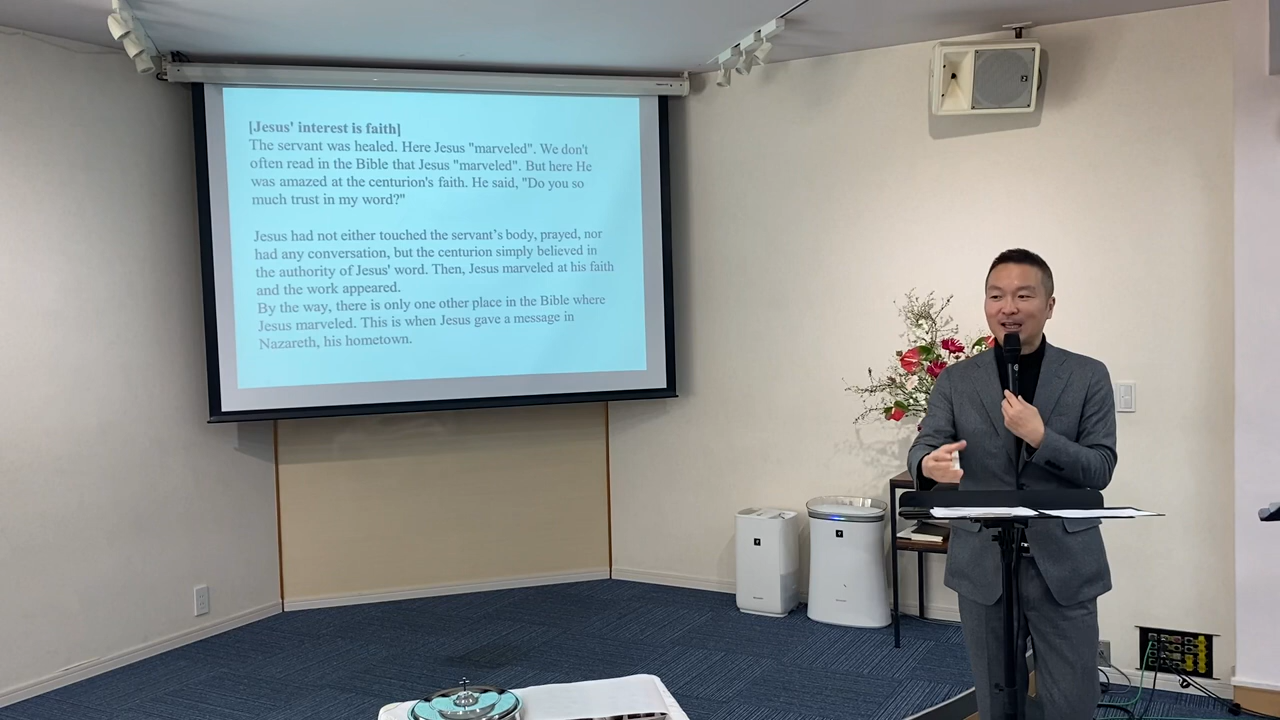 [Jesus' interest is faith]
The servant was healed. Here Jesus "marveled". We don't
often read in the Bible that Jesus "marveled". But here He
was amazed at the centurion's faith. He said, "Do you so
much trust in my word?"
Jesus had not either touched the servant’s body, prayed, nor
had any conversation, but the centurion simply believed in
the authority of Jesus' word. Then, Jesus marveled at his faith
and the work appeared.
By the way, there is only one other place in the Bible where
Jesus marveled. This is when Jesus gave a message in
Nazareth, his hometown.